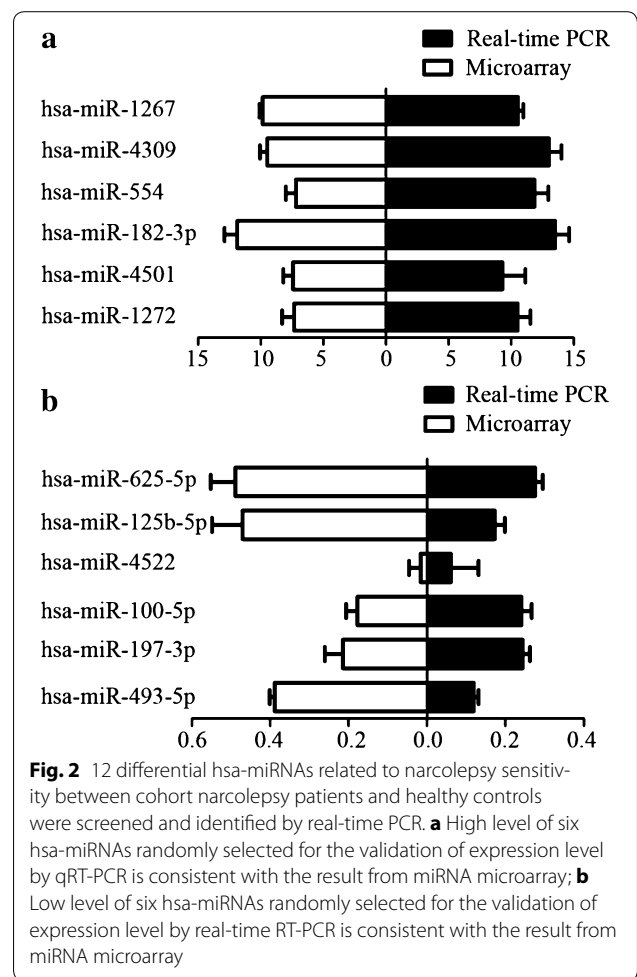 a
Real-time PCR
Microarray
hsa-miR-1267
hsa-miR-4309
hsa-miR-554
hsa-miR-182-3p
hsa-miR-4501
hsa-miR-1272
15 10 5 0 5 10 15
b
Real-time PCR
Microarray
hsa-miR-625-5p
hsa-miR-125b-5p
hsa-miR-4522
hsa-miR-100-5p
hsa-miR-197-3p
hsa-miR-493-5p
0.6 0.4 0.2 0.0 0.2 0.4
Fig. 2 12 differential hsa-miRNAs related to narcolepsy sensitiv-
ity between cohort narcolepsy patients and healthy controls
were screened and identified by real-time PCR. a High level of six
hsa-miRNAs randomly selected for the validation of expression level
by qRT-PCR is consistent with the result from miRNA microarray; b
Low level of six hsa-miRNAs randomly selected for the validation of
expression level by real-time RT-PCR is consistent with the result from
miRNA microarray